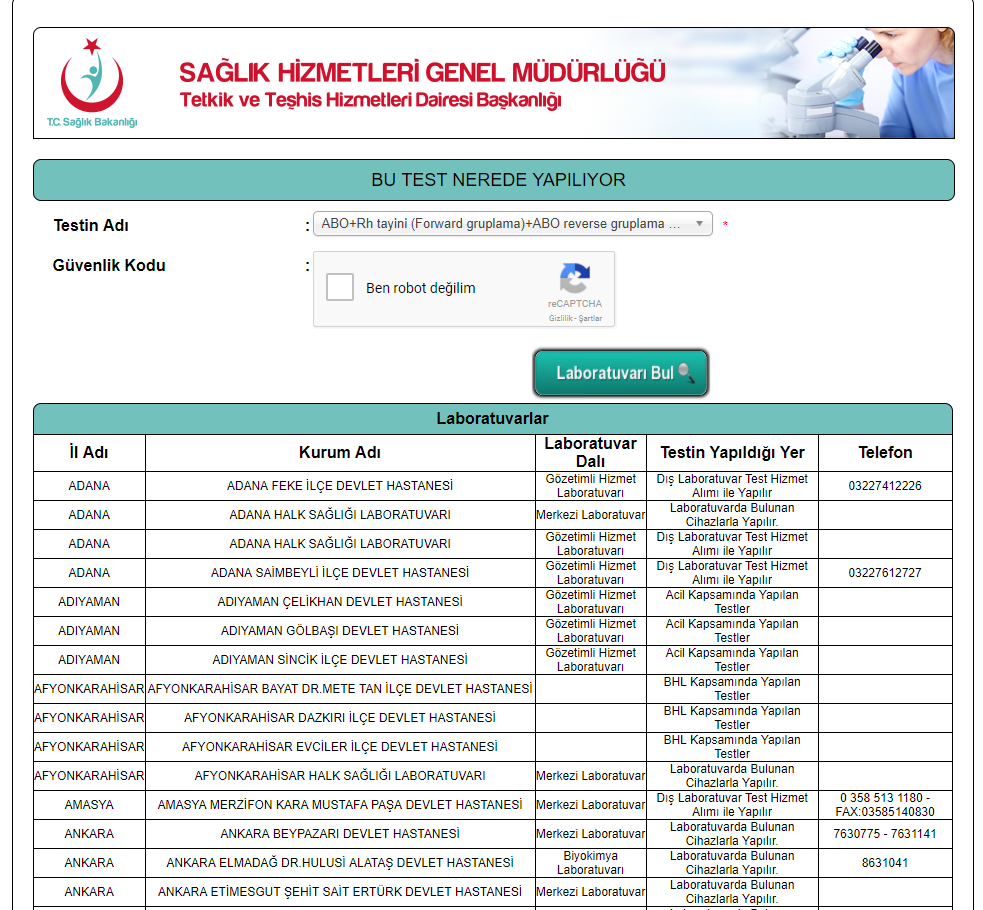 SAĞLIK HİZMETLERİ GENEL MÜDÜRLÜĞÜ
Tetkik ve Teşhis Hizmetleri Dairesi Başkanlığı
T.C. Sağlık Bakanlığı
BU TEST NEREDE YAPILIYOR
Testin Adı : ABO+Rh tayini (Forward gruplama)+ABO reverse gruplama ... *
Güvenlik Kodu :
Ben robot değilim
reCAPTCHA
Gizlilik - Şartlar
Laboratuvarı Bul
Laboratuvarlar
İl Adı Kurum Adı Laboratuvar Dalı Testin Yapıldığı Yer Telefon
ADANA ADANA FEKE İLÇE DEVLET HASTANESİ Gözetimli Hizmet Laboratuvarı Dış Laboratuvar Test Hizmet Alımı ile Yapılır 03227412226
ADANA ADANA HALK SAĞLIĞI LABORATUVARI Merkezi Laboratuvar Laboratuvarda Bulunan Cihazlarla Yapılır.
ADANA ADANA HALK SAĞLIĞI LABORATUVARI Gözetimli Hizmet Laboratuvarı Dış Laboratuvar Test Hizmet Alımı ile Yapılır
ADANA ADANA SAİMBEYLİ İLÇE DEVLET HASTANESİ Gözetimli Hizmet Laboratuvarı Dış Laboratuvar Test Hizmet Alımı ile Yapılır 03227612727
ADIYAMAN ADIYAMAN ÇELİKHAN DEVLET HASTANESİ Gözetimli Hizmet Laboratuvarı Acil Kapsamında Yapılan Testler
ADIYAMAN ADIYAMAN GÖLBAŞI DEVLET HASTANESİ Gözetimli Hizmet Laboratuvarı Acil Kapsamında Yapılan Testler
ADIYAMAN ADIYAMAN SİNCİK İLÇE DEVLET HASTANESİ Gözetimli Hizmet Laboratuvarı Acil Kapsamında Yapılan Testler
AFYONKARAHİSAR AFYONKARAHİSAR BAYAT DR.METE TAN İLÇE DEVLET HASTANESİ BHL Kapsamında Yapılan Testler
AFYONKARAHİSAR AFYONKARAHİSAR DAZKIRI İLÇE DEVLET HASTANESİ BHL Kapsamında Yapılan Testler
AFYONKARAHİSAR AFYONKARAHİSAR EVCİLER İLÇE DEVLET HASTANESİ BHL Kapsamında Yapılan Testler
AFYONKARAHİSAR AFYONKARAHİSAR HALK SAĞLIĞI LABORATUVARI Merkezi Laboratuvar Laboratuvarda Bulunan Cihazlarla Yapılır.
AMASYA AMASYA MERZİFON KARA MUSTAFA PAŞA DEVLET HASTANESİ Merkezi Laboratuvar Dış Laboratuvar Test Hizmet Alımı ile Yapılır 0 358 513 1180 - FAX:03585140830
ANKARA ANKARA BEYPAZARI DEVLET HASTANESİ Merkezi Laboratuvar Laboratuvarda Bulunan Cihazlarla Yapılır. 7630775 - 7631141
ANKARA ANKARA ELMADAĞ DR.HULUSİ ALATAŞ DEVLET HASTANESİ Biyokimya Laboratuvarı Laboratuvarda Bulunan Cihazlarla Yapılır. 8631041
ANKARA ANKARA ETİMESGUT ŞEHİT SAİT ERTÜRK DEVLET HASTANESİ Merkezi Laboratuvar Laboratuvarda Bulunan Cihazlarla Yapılır.